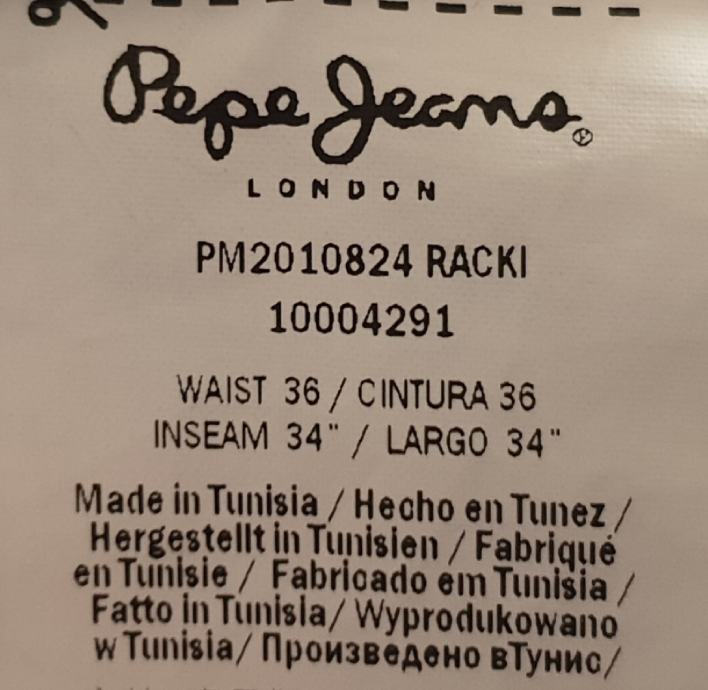 Pepe Jeans®
LONDON
PM2010824 RACKI
10004291
WAIST 36 / CINTURA 36
INSEAM 34" / LARGO 34"
Made in Tunisia / Hecho en Tunez /
Hergestellt in Tunisien / Fabriqué
en Tunisie / Fabricado em Tunisia /
Fatto in Tunisia/ Wyprodukowano
w Tunisia/ Произведено вТунис/